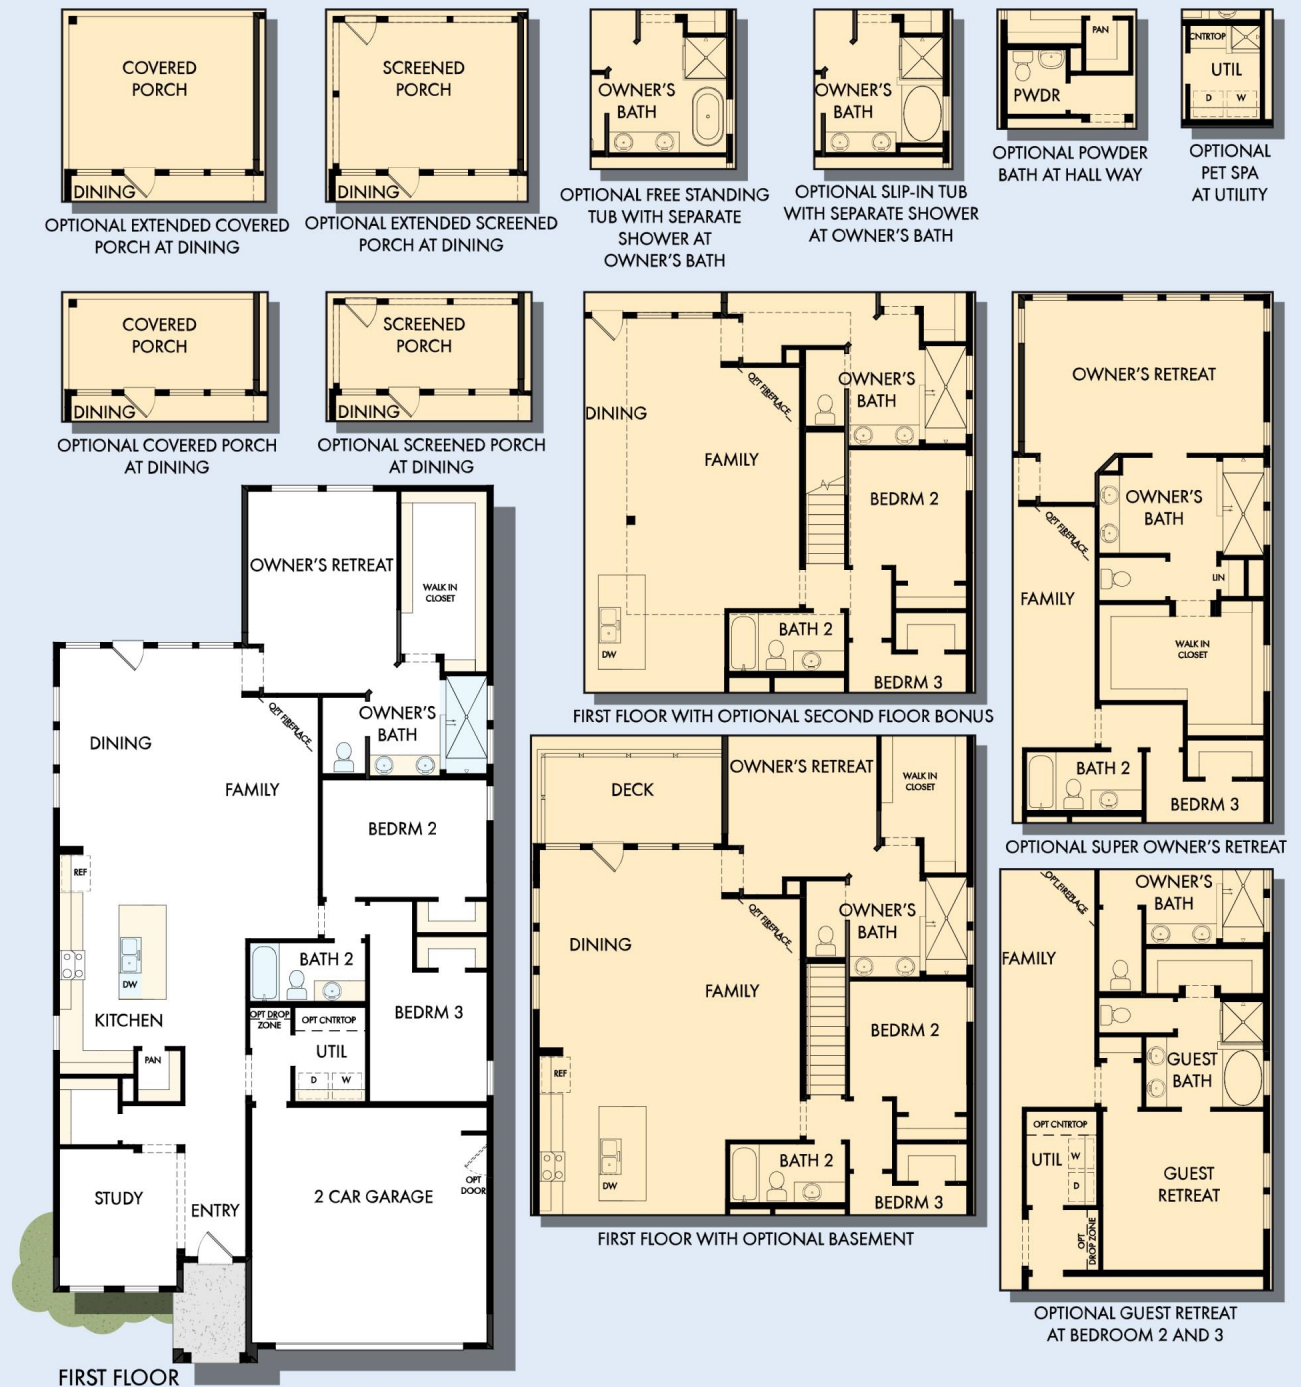 COVERED
PORCH
DINING
OPTIONAL EXTENDED COVERED
PORCH AT DINING
SCREENED
PORCH
DINING
OPTIONAL EXTENDED SCREENED
PORCH AT DINING
OWNER'S
BATH
OPTIONAL FREE STANDING
TUB WITH SEPARATE
SHOWER AT
OWNER'S BATH
OWNER'S
BATH
OPTIONAL SLIP-IN TUB
WITH SEPARATE SHOWER
AT OWNER'S BATH
PAN
PWDR
OPTIONAL POWDER
BATH AT HALL WAY
CNTRTOP
UTIL
D W
OPTIONAL
PET SPA
AT UTILITY
COVERED
PORCH
DINING
OPTIONAL COVERED PORCH
AT DINING
SCREENED
PORCH
DINING
OPTIONAL SCREENED PORCH
AT DINING
OWNER'S
BATH
OPT FIREPLACE
DINING
FAMILY
BEDRM 2
BATH 2
DW
BEDRM 3
FIRST FLOOR WITH OPTIONAL SECOND FLOOR BONUS
OWNER'S RETREAT
OWNER'S
BATH
OPT FIREPLACE
LIN
FAMILY
WALK IN
CLOSET
BATH 2
BEDRM 3
OPTIONAL SUPER OWNER'S RETREAT
OWNER'S RETREAT
WALK IN
CLOSET
OWNER'S
BATH
OPT FIREPLACE
DINING
FAMILY
BEDRM 2
REF
BATH 2
DW
KITCHEN
OPT DROP
ZONE
OPT CNTRTOP
BEDRM 3
UTIL
PAN
D W
STUDY
ENTRY
2 CAR GARAGE
OPT
DOOR
FIRST FLOOR
DECK
OWNER'S RETREAT
WALK IN
CLOSET
OWNER'S
BATH
OPT FIREPLACE
DINING
FAMILY
BEDRM 2
REF
BATH 2
DW
BEDRM 3
FIRST FLOOR WITH OPTIONAL BASEMENT
OPT FIREPLACE
OWNER'S
BATH
FAMILY
GUEST
BATH
OPT CNTRTOP
UTIL
W
D
GUEST
RETREAT
OPT
DROP ZONE
OPTIONAL GUEST RETREAT
AT BEDROOM 2 AND 3